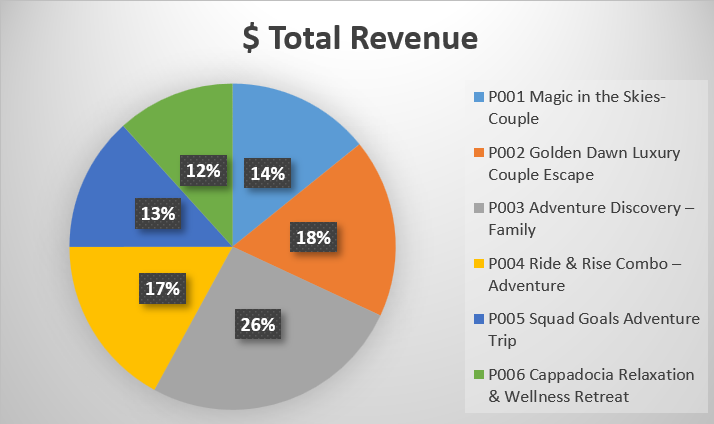 $ Total Revenue
14%
18%
26%
17%
13%
12%
P001 Magic in the Skies-
Couple
P002 Golden Dawn Luxury
Couple Escape
P003 Adventure Discovery –
Family
P004 Ride & Rise Combo –
Adventure
P005 Squad Goals Adventure
Trip
P006 Cappadocia Relaxation
& Wellness Retreat